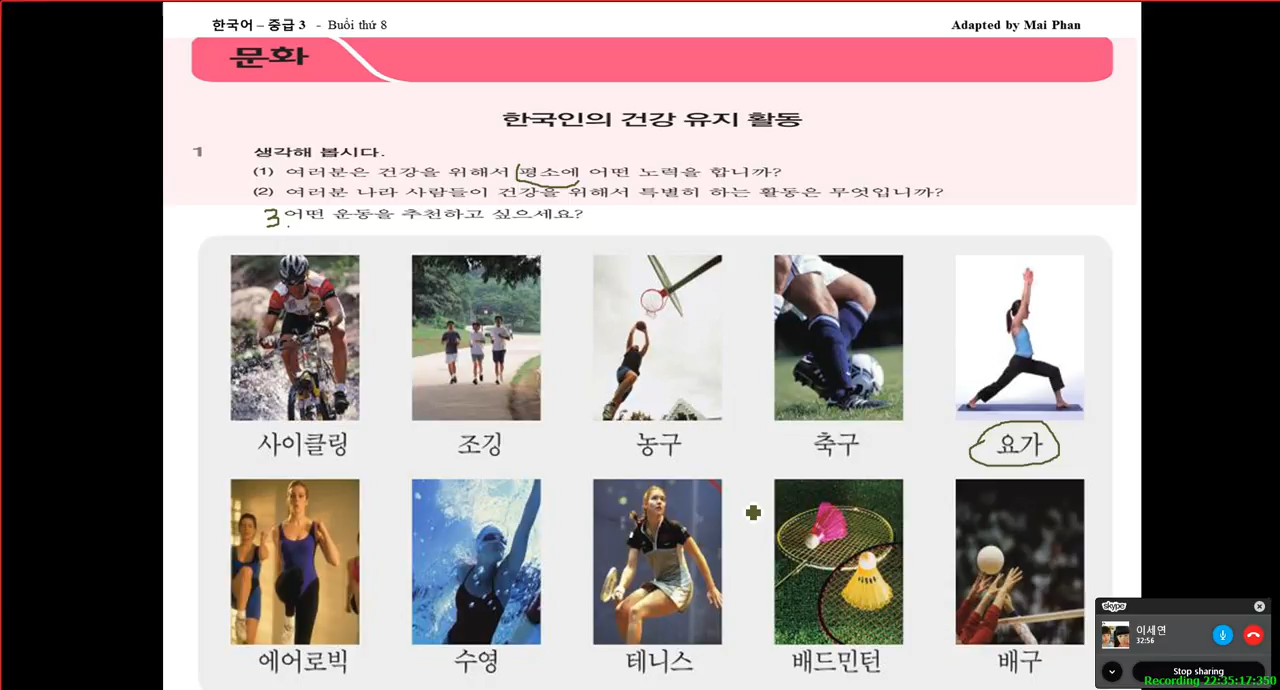 한국어 – 중급 3 - Buổi thứ 8
Adapted by Mai Phan
문화
한국인의 건강 유지 활동
1 생각해 봅시다.
(1) 여러분은 건강을 위해서 평소에 어떤 노력을 합니까?
(2) 여러분 나라 사람들이 건강을 위해서 특별히 하는 활동은 무엇입니까?
3. 어떤 운동을 추천하고 싶으세요?
사이클링 조깅 농구 축구 요가
에어로빅 수영 테니스 배드민턴 배구
skype
이세연
32:56
Stop sharing
Recording 22:35:17:350